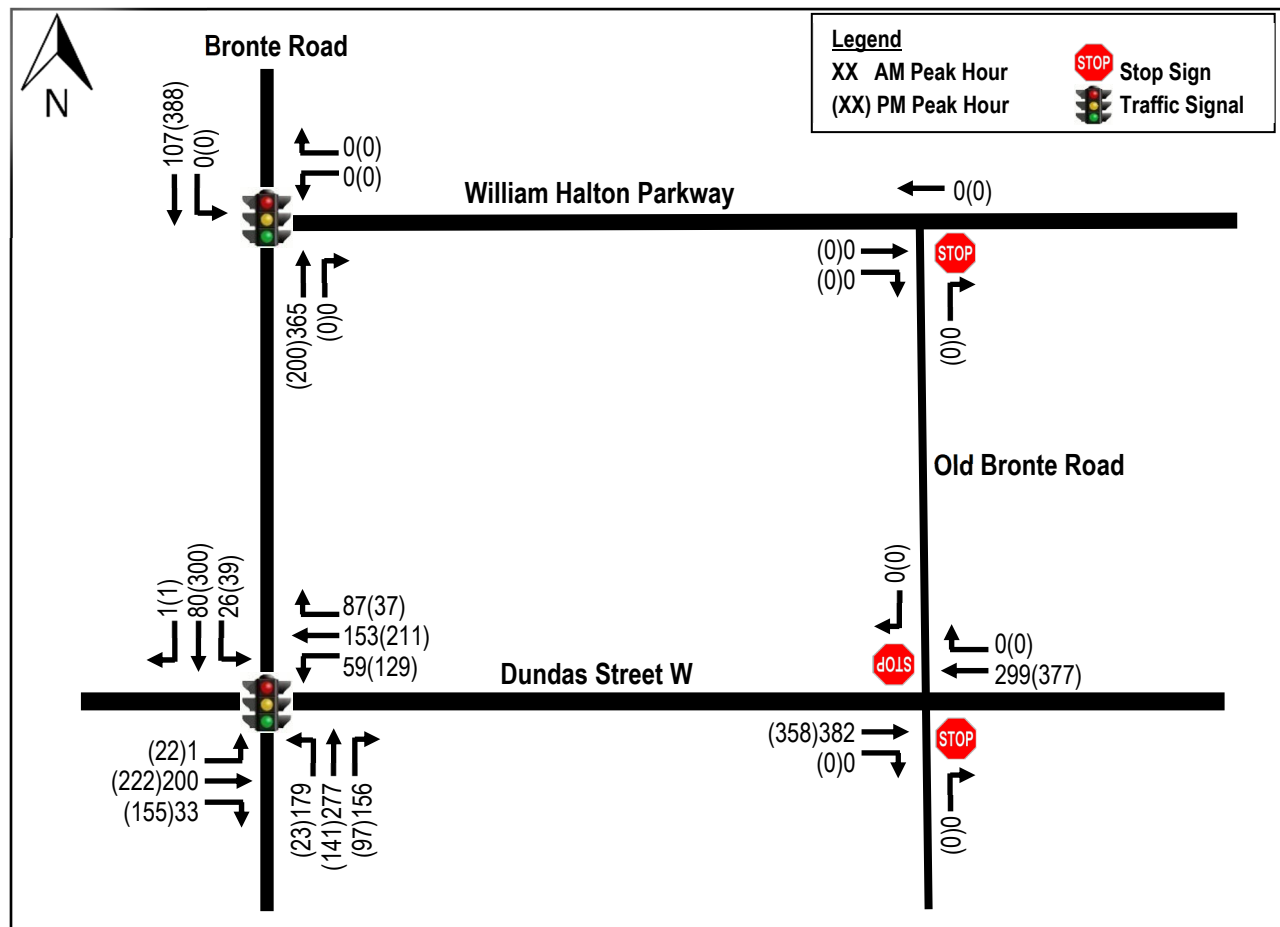 Bronte Road
Legend
XX AM Peak Hour
STOP
Stop Sign
(XX) PM Peak Hour
Traffic Signal
N
107(388)
0(0)
0(0)
0(0)
William Halton Parkway
0(0)
(0)0
(0)0
STOP
0(0)
(200)365
(0)0
Old Bronte Road
1(1)
80(300)
26(39)
87(37)
153(211)
59(129)
Dundas Street W
0(0)
STOP
0(0)
299(377)
(22)1
(222)200
(155)33
(23)179
(141)277
(97)156
(358)382
(0)0
STOP
0(0)